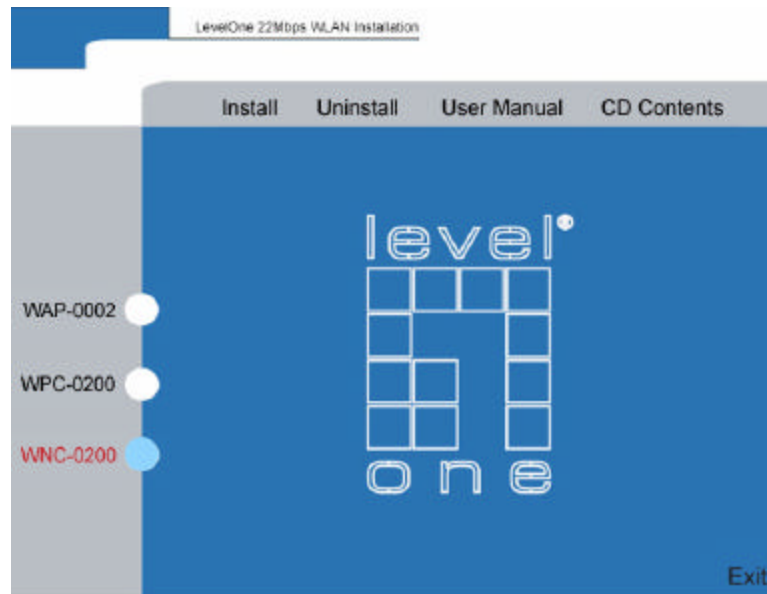 LevelOne 22Mbps WLAN Installation
Install Uninstall User Manual CD Contents
level®
WAP-0002
WPC-0200
WNC-0200
one
Exit